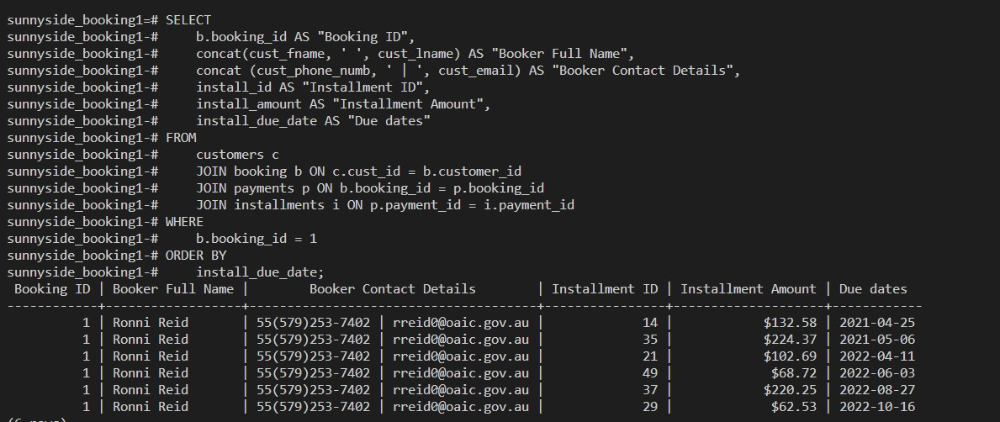 sunnyside_booking1=# SELECT
sunnyside_booking1-#     b.booking_id AS "Booking ID",
sunnyside_booking1-#     concat(cust_fname, ' ', cust_lname) AS "Booker Full Name",
sunnyside_booking1-#     concat (cust_phone_numb, ' | ', cust_email) AS "Booker Contact Details",
sunnyside_booking1-#     install_id AS "Installment ID",
sunnyside_booking1-#     install_amount AS "Installment Amount",
sunnyside_booking1-#     install_due_date AS "Due dates"
sunnyside_booking1-# FROM
sunnyside_booking1-#     customers c
sunnyside_booking1-#     JOIN booking b ON c.cust_id = b.customer_id
sunnyside_booking1-#     JOIN payments p ON b.booking_id = p.booking_id
sunnyside_booking1-#     JOIN installments i ON p.payment_id = i.payment_id
sunnyside_booking1-# WHERE
sunnyside_booking1-#     b.booking_id = 1
sunnyside_booking1-# ORDER BY
sunnyside_booking1-#     install_due_date;
 Booking ID | Booker Full Name |        Booker Contact Details        | Installment ID | Installment Amount | Due dates
------------+------------------+--------------------------------------+----------------+--------------------+------------
          1 | Ronni Reid       | 55(579)253-7402 | rreid0@oaic.gov.au |             14 |            $132.58 | 2021-04-25
          1 | Ronni Reid       | 55(579)253-7402 | rreid0@oaic.gov.au |             35 |            $224.37 | 2021-05-06
          1 | Ronni Reid       | 55(579)253-7402 | rreid0@oaic.gov.au |             21 |            $102.69 | 2022-04-11
          1 | Ronni Reid       | 55(579)253-7402 | rreid0@oaic.gov.au |             49 |             $68.72 | 2022-06-03
          1 | Ronni Reid       | 55(579)253-7402 | rreid0@oaic.gov.au |             37 |            $220.25 | 2022-08-27
          1 | Ronni Reid       | 55(579)253-7402 | rreid0@oaic.gov.au |             29 |             $62.53 | 2022-10-16